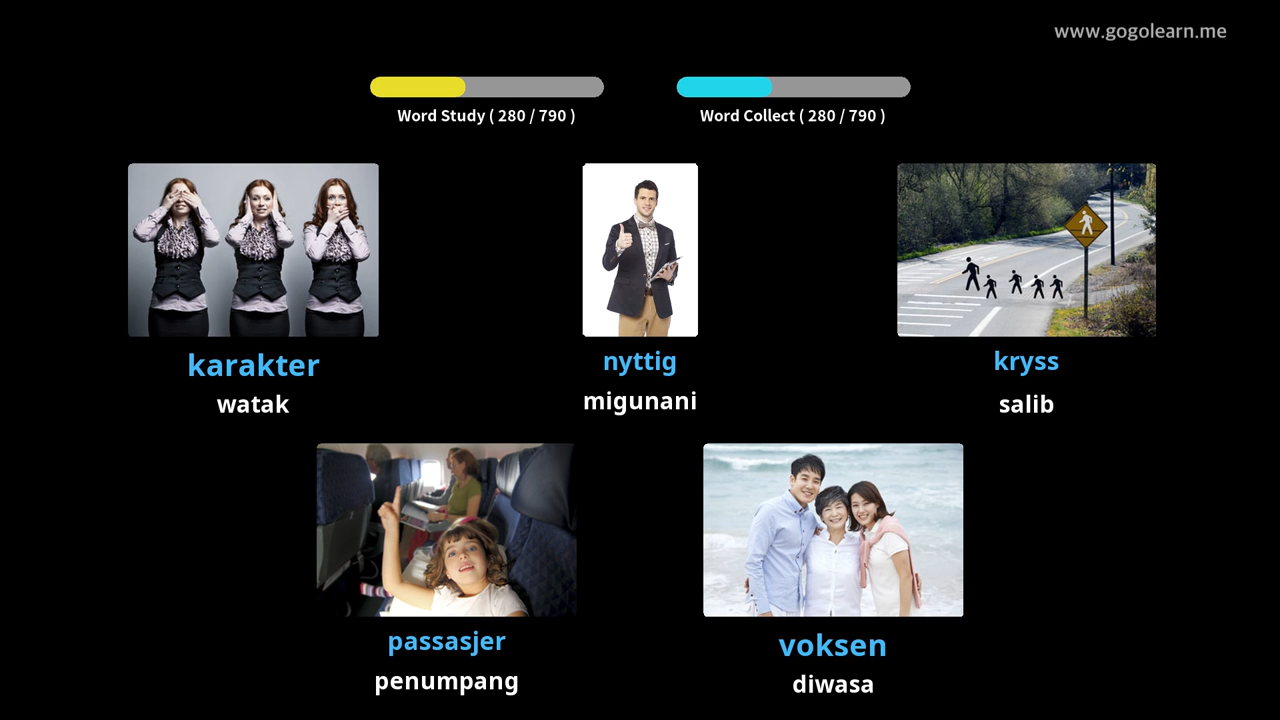 www.gogolearn.me
Word Study ( 280 / 790 )
Word Collect ( 280 / 790 )
karakter
watak
nyttig
migunani
kryss
salib
passasjer
penumpang
voksen
diwasa